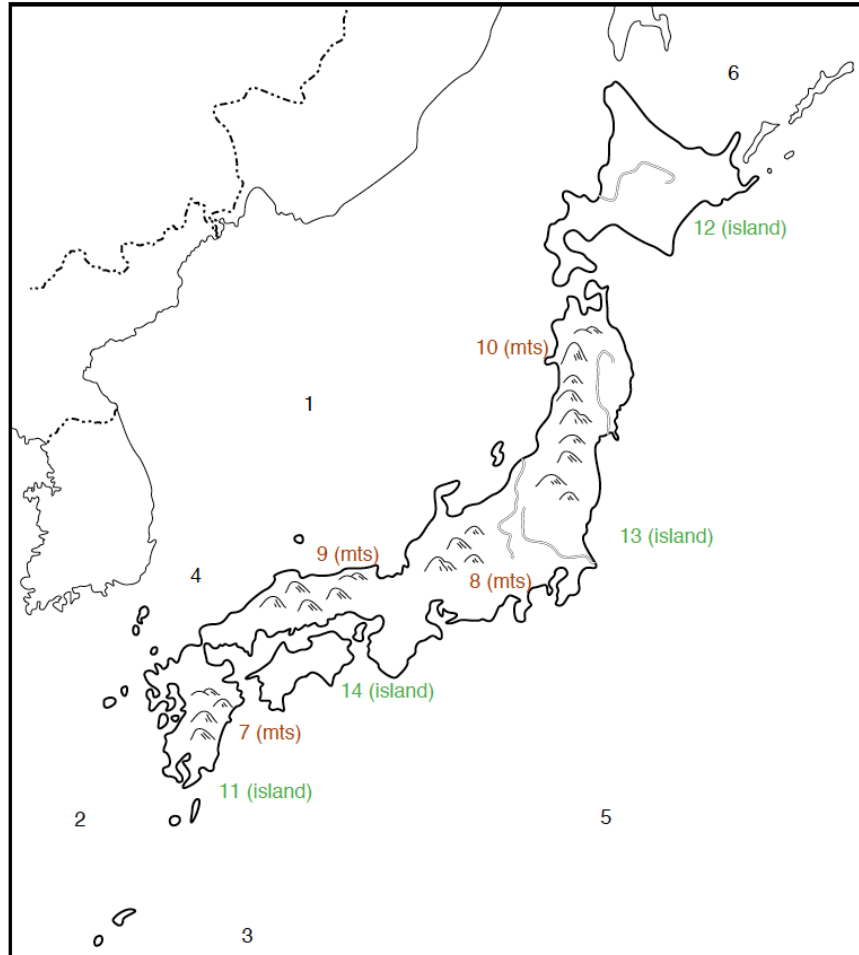 6
12 (island)
10 (mts)
1
13 (island)
9 (mts)
4
8 (mts)
14 (island)
7 (mts)
11 (island)
2
5
3